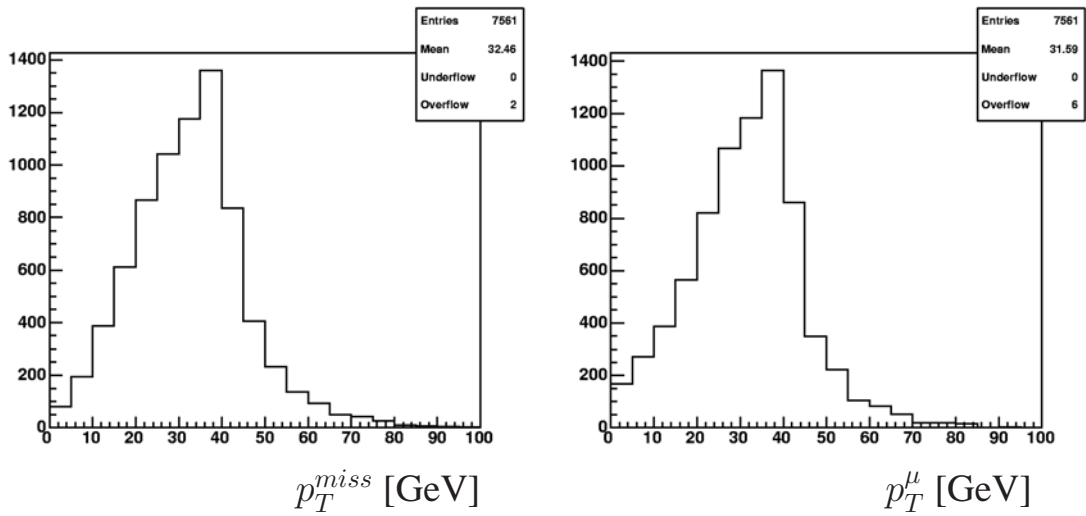 Entries 7561
Mean 32.46
Underflow 0
Overflow 2
1400
1200
1000
800
600
400
200
0
0 10 20 30 40 50 60 70 80 90 100
p_T^{miss} [GeV]
Entries 7561
Mean 31.59
Underflow 0
Overflow 6
1400
1200
1000
800
600
400
200
0
0 10 20 30 40 50 60 70 80 90 100
p_T^μ [GeV]